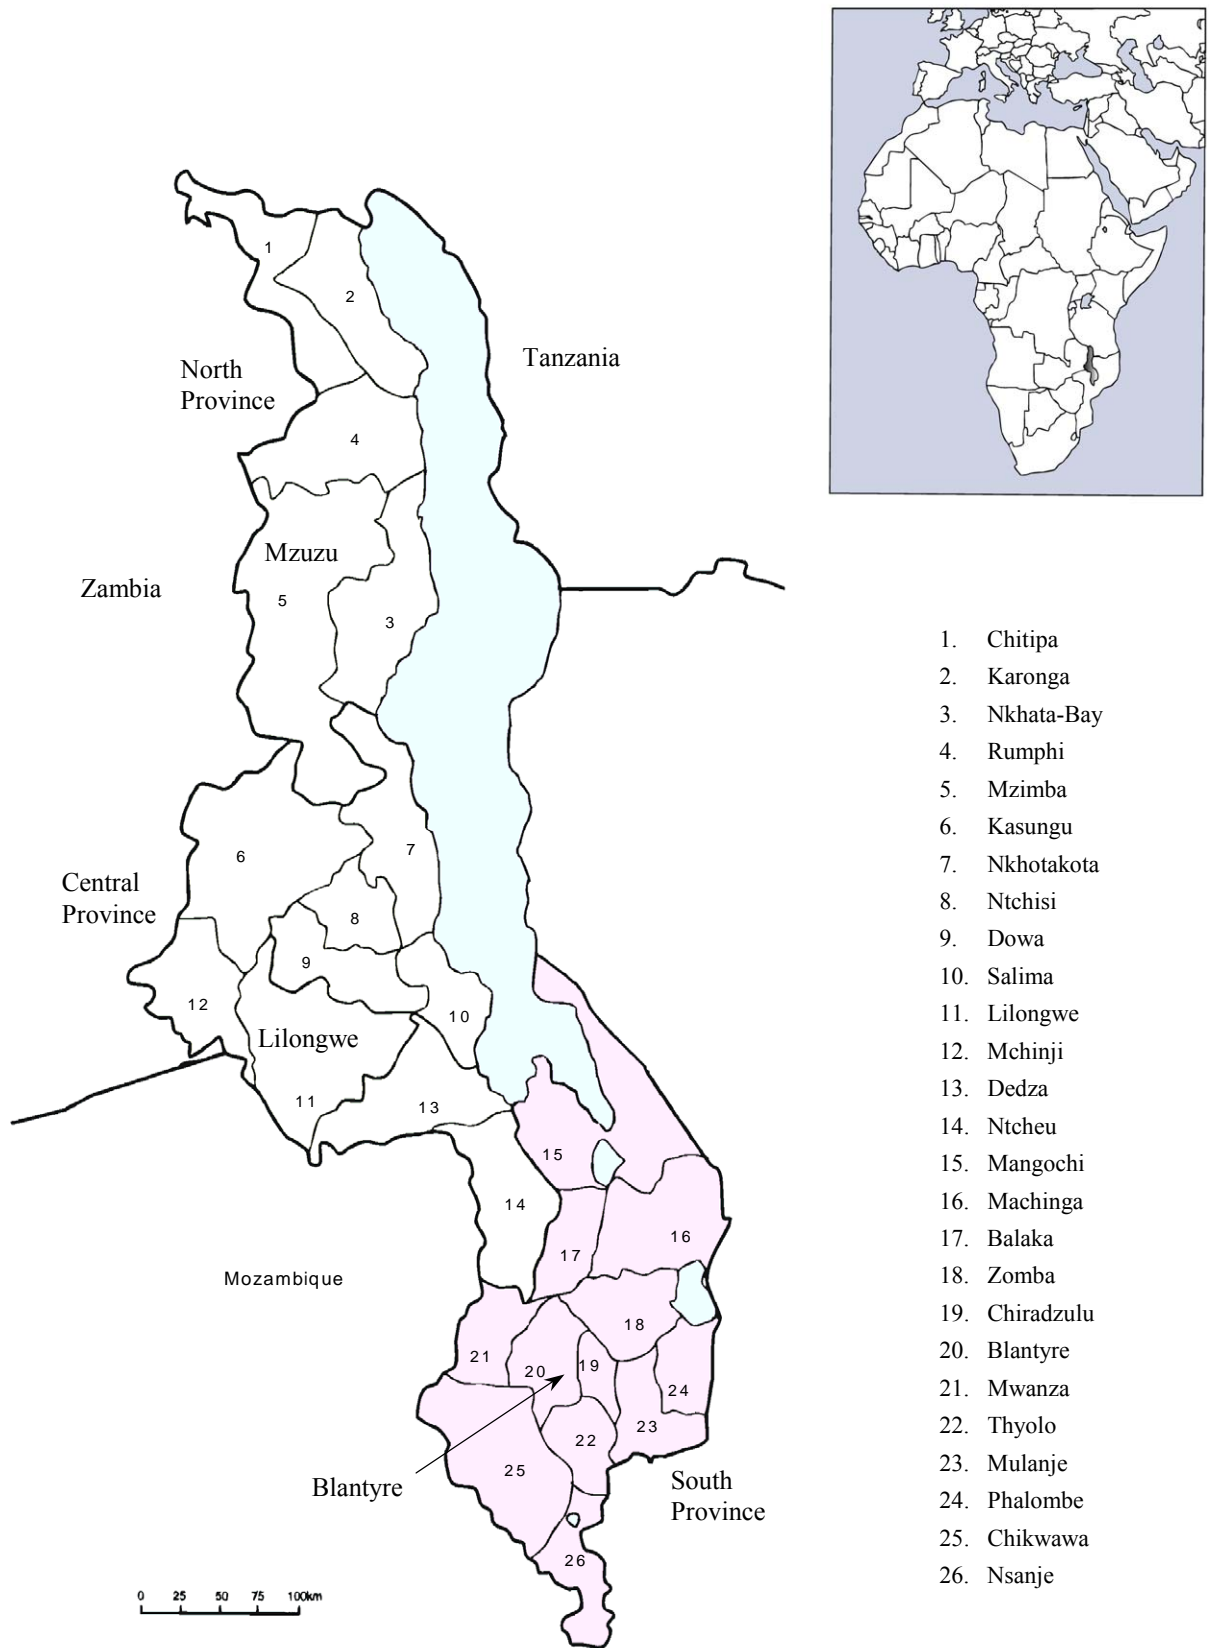 1
2
North
Province
Tanzania
4
Mzuzu
Zambia
5
3
6
7
Central
Province
8
9
12
10
Lilongwe
11
13
15
14
16
17
Mozambique
18
21
20
19
24
23
22
25
Blantyre
South
Province
26
0 25 50 75 100km
1. Chitipa
2. Karonga
3. Nkhata-Bay
4. Rumphi
5. Mzimba
6. Kasungu
7. Nkhotakota
8. Ntchisi
9. Dowa
10. Salima
11. Lilongwe
12. Mchinji
13. Dedza
14. Ntcheu
15. Mangochi
16. Machinga
17. Balaka
18. Zomba
19. Chiradzulu
20. Blantyre
21. Mwanza
22. Thyolo
23. Mulanje
24. Phalombe
25. Chikwawa
26. Nsanje